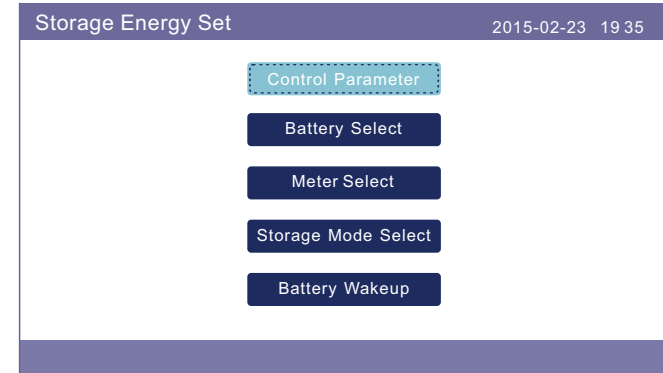 Storage Energy Set 2015-02-23 19 35
Control Parameter
Battery Select
Meter Select
Storage Mode Select
Battery Wakeup